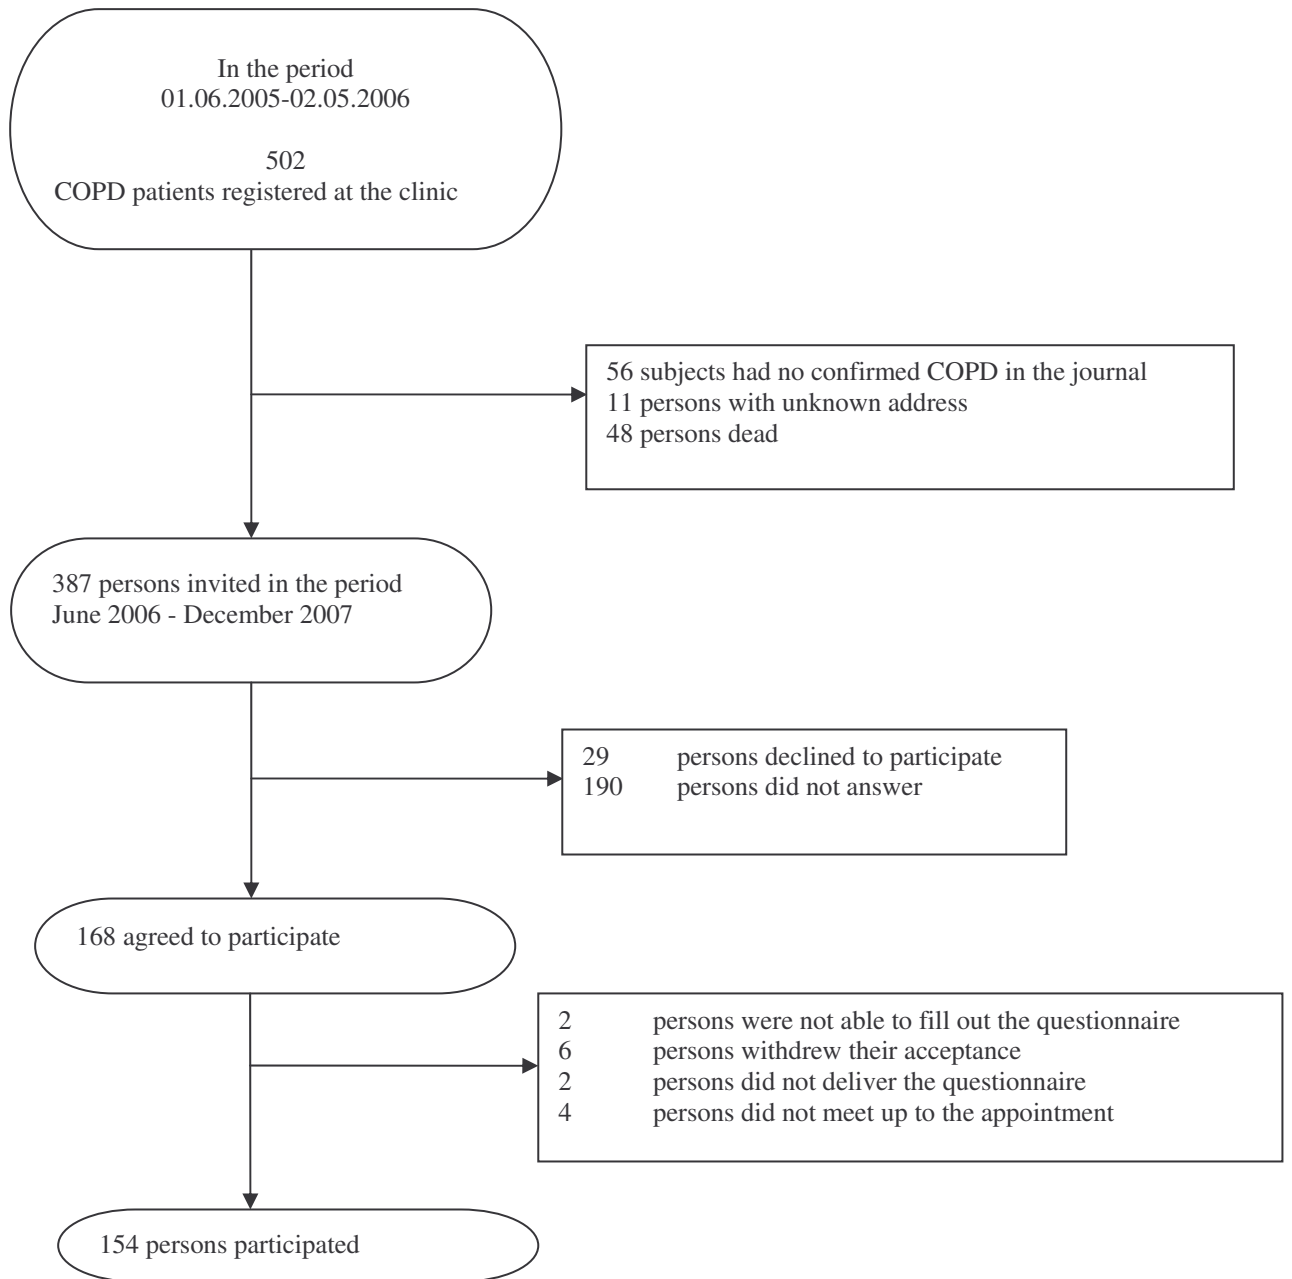 In the period
01.06.2005-02.05.2006
502
COPD patients registered at the clinic
56 subjects had no confirmed COPD in the journal
11 persons with unknown address
48 persons dead
387 persons invited in the period
June 2006 - December 2007
29 persons declined to participate
190 persons did not answer
168 agreed to participate
2 persons were not able to fill out the questionnaire
6 persons withdrew their acceptance
2 persons did not deliver the questionnaire
4 persons did not meet up to the appointment
154 persons participated